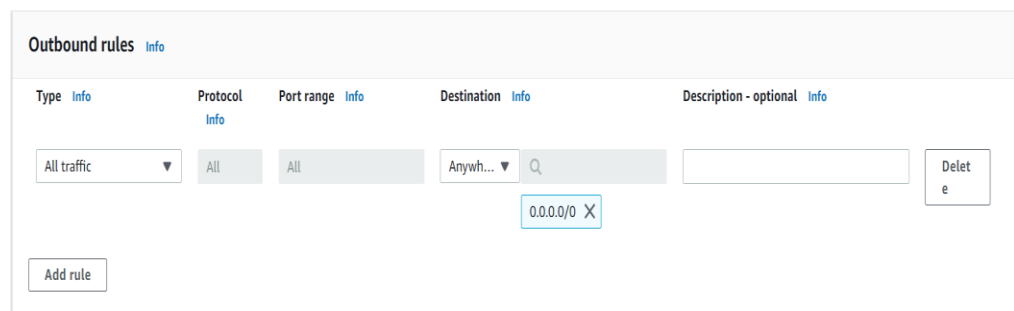 Outbound rules Info
Type Info Protocol Port range Info Destination Info Description - optional Info
Info
All traffic All All Anywh... Delet
e
0.0.0.0/0
Add rule